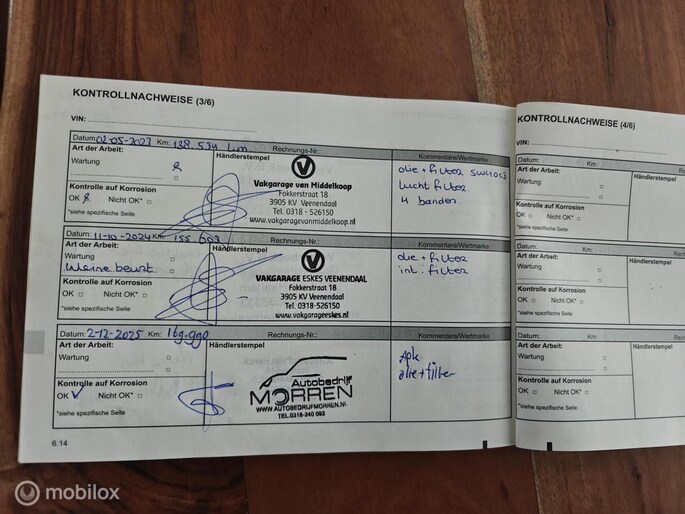 KONTROLLNACHWEISE (3/6)
VIN:
Datum: 02-05-2023 Km: 138.534 km Rechnungs-Nr.:
Art der Arbeit:
Wartung
Kontrolle auf Korrosion
OK Nicht OK*
*siehe spezifische Seite
Händlerstempel
Vakgarage van Middelkoop
Fokkerstraat 18
3905 KV Veenendaal
Tel. 0318 - 526150
www.vakgaragevanmiddelkoop.nl
Kommentare/Wertmarke
olie + filter
lucht filter
4 banden
Datum: 11-10-2024 Km: 155 Rechnungs-Nr.:
Art der Arbeit:
Wartung
kleine beurt
Kontrolle auf Korrosion
OK Nicht OK*
*siehe spezifische Seite
Händlerstempel
VAKGARAGE ESKES VEENENDAAL
Fokkerstraat 18
3905 KV Veenendaal
Tel. 0318-526150
www.vakgarageeskes.nl
Kommentare/Wertmarke
olie + filter
int. filter
Datum: 2-12-2025 Km: Rechnungs-Nr.:
Art der Arbeit:
Wartung
Kontrolle auf Korrosion
OK Nicht OK*
*siehe spezifische Seite
Händlerstempel
Autobedrijf
MORREN
WWW.AUTOBEDRIJFMORREN.NL
TEL.0318-240 093
Kommentare/Wertmarke
Apk
olie+filter
6.14
KONTROLLNACHWEISE (4/6)
VIN:
Datum: Km:
Art der Arbeit:
Wartung
Kontrolle auf Korrosion
OK Nicht OK*
*siehe spezifische Seite
Händlerstempel
Datum: Km:
Art der Arbeit:
Wartung
Kontrolle auf Korrosion
OK Nicht OK*
*siehe spezifische Seite
Händlerstempel
Datum: Km:
Art der Arbeit:
Wartung
Kontrolle auf Korrosion
OK Nicht OK*
*siehe spezifische Seite
Händlerstempel
mobilox